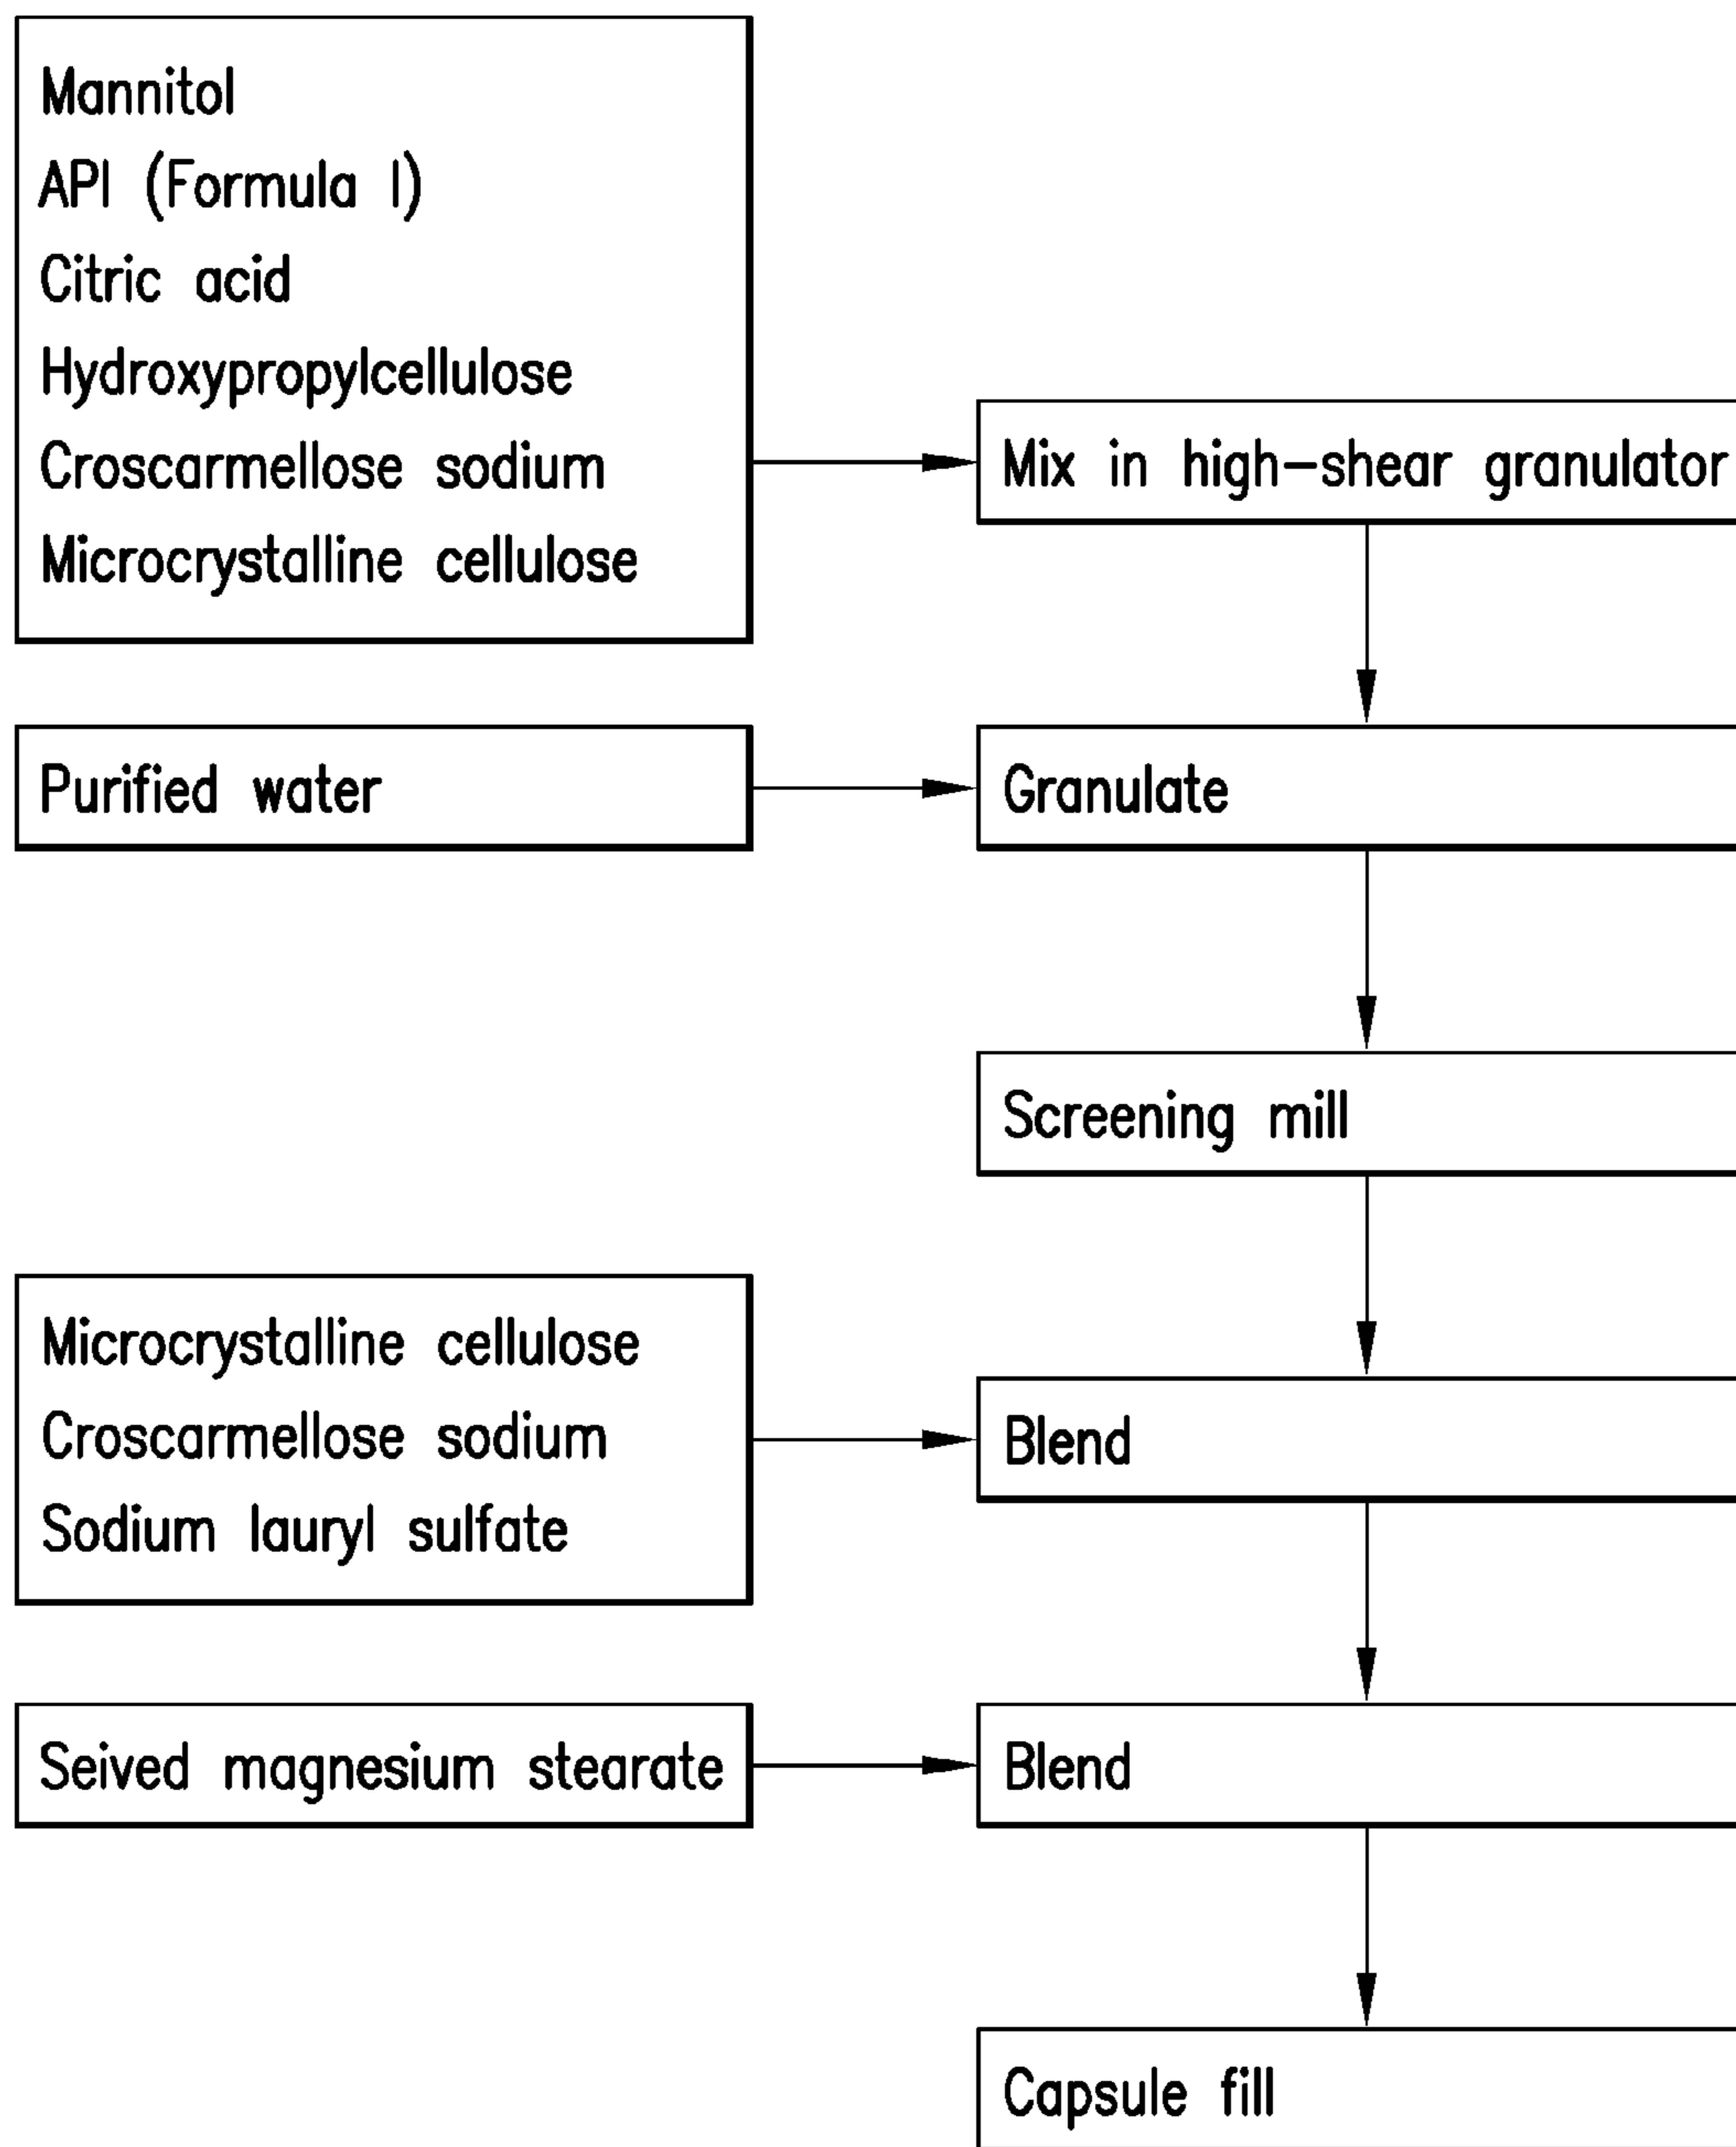 Mannitol
API (Formula I)
Citric acid
Hydroxypropylcellulose
Croscarmellose sodium
Microcrystalline cellulose
Mix in high-shear granulator
Purified water
Granulate
Screening mill
Microcrystalline cellulose
Croscarmellose sodium
Sodium lauryl sulfate
Blend
Seived magnesium stearate
Blend
Capsule fill